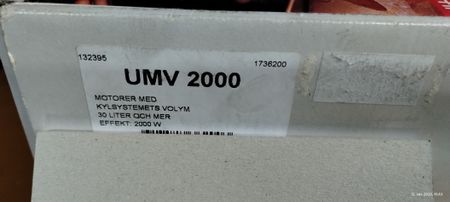 132395
1736200
UMV 2000
MOTORER MED
KYLSYSTEMETS VOLYM
30 LITER OCH MER
EFFEKT: 2000 W